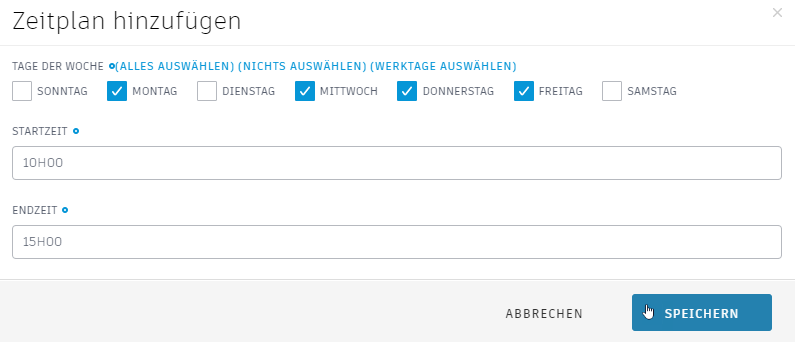 Zeitplan hinzufügen
TAGE DER WOCHE (ALLES AUSWÄHLEN) (NICHTS AUSWÄHLEN) (WERKTAGE AUSWÄHLEN)
SONNTAG MONTAG DIENSTAG MITTWOCH DONNERSTAG FREITAG SAMSTAG
STARTZEIT
10H00
ENDZEIT
15H00
ABBRECHEN SPEICHERN